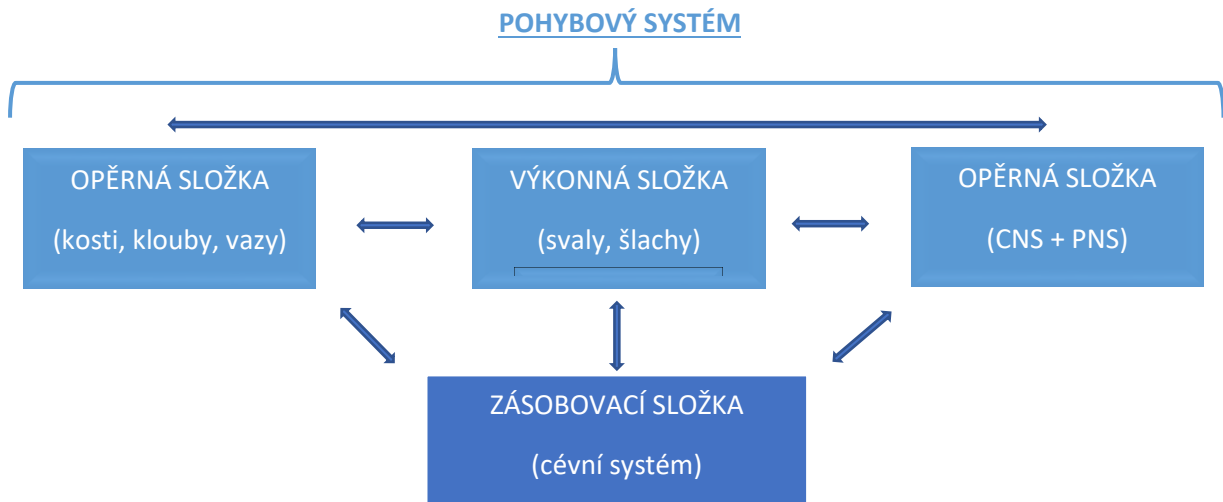 POHYBOVÝ SYSTÉM
OPĚRNÁ SLOŽKA
(kosti, klouby, vazy)
VÝKONNÁ SLOŽKA
(svaly, šlachy)
OPĚRNÁ SLOŽKA
(CNS + PNS)
ZÁSOBOVACÍ SLOŽKA
(cévní systém)